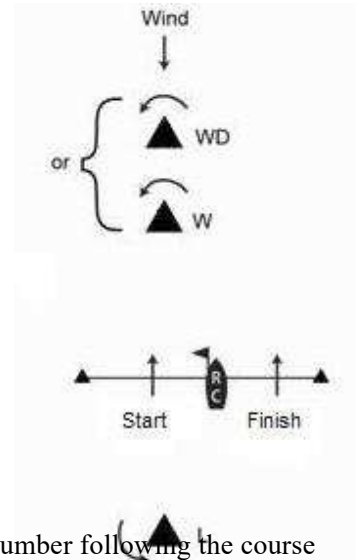 Wind
WD
or
W
R
C
Start
Finish
L
umber following the course